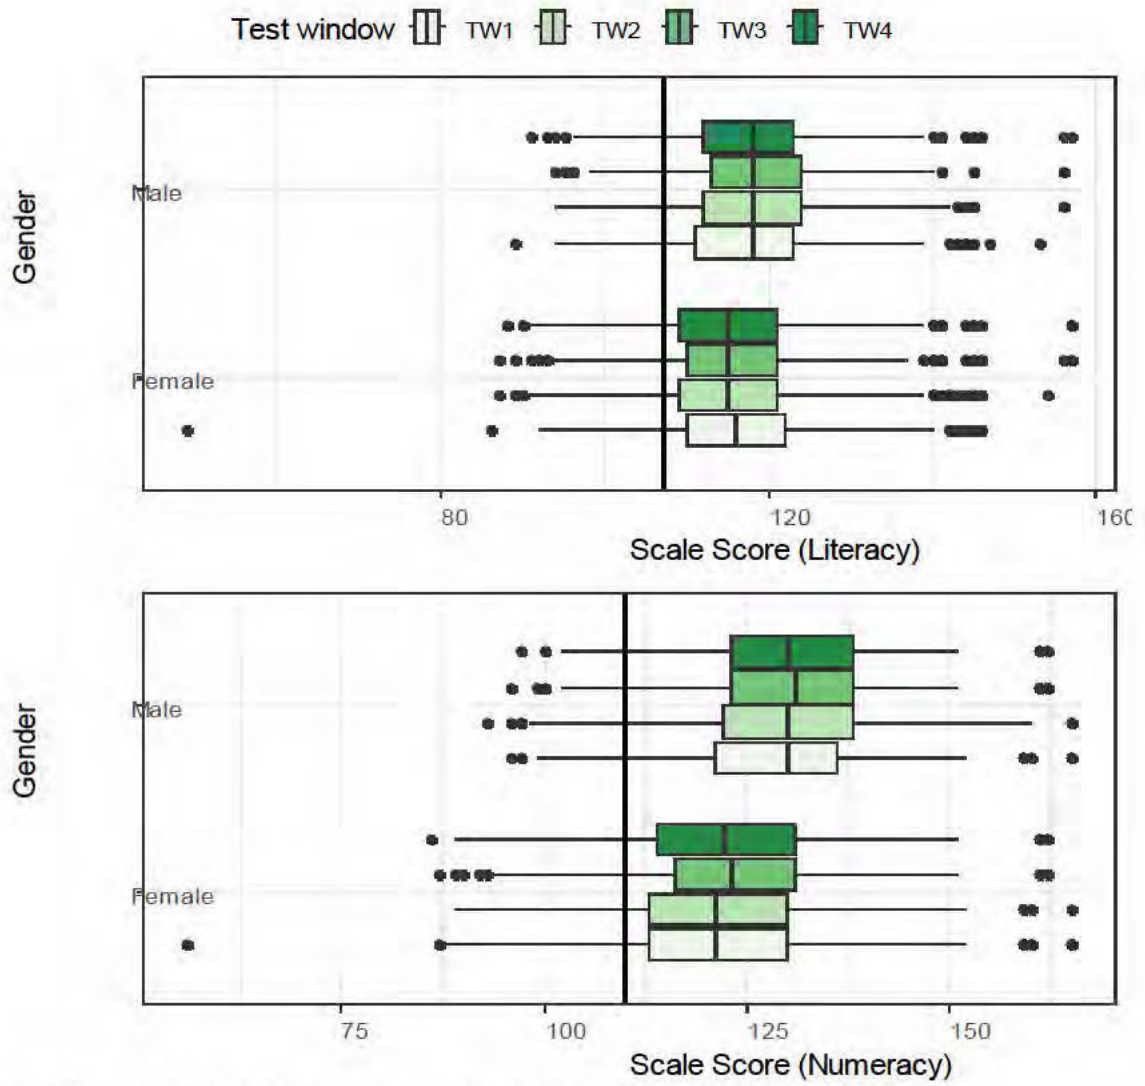 Test window TW1 TW2 TW3 TW4
Gender
Male
Female
80 120 160
Scale Score (Literacy)
Gender
Male
Female
75 100 125 150
Scale Score (Numeracy)